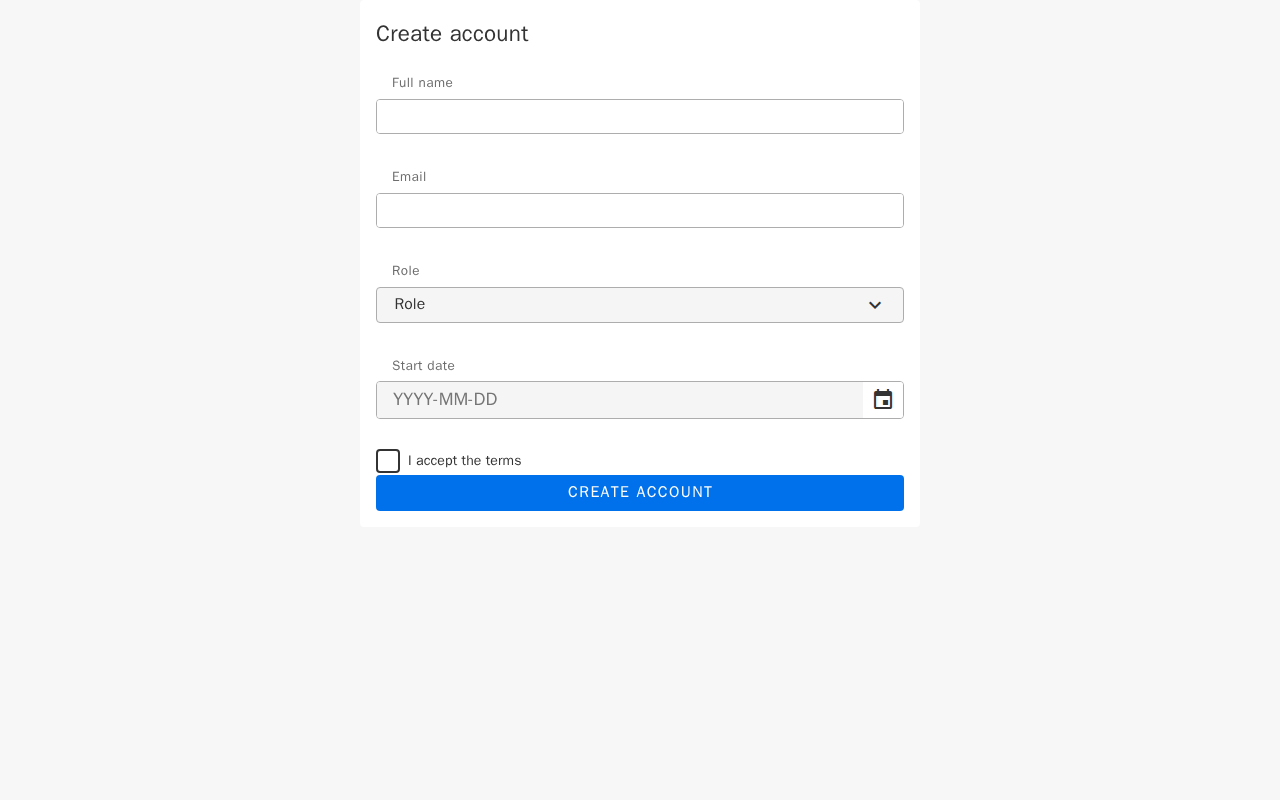 Create account
Full name
Email
Role
Role
Start date
YYYY-MM-DD
I accept the terms
CREATE ACCOUNT